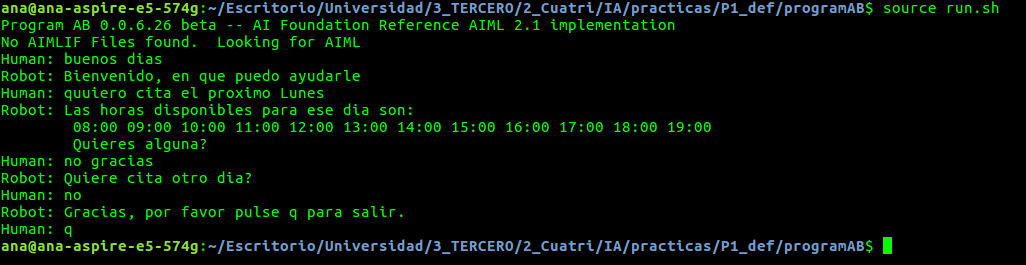 ana@ana-aspire-e5-574g:~/Escritorio/Universidad/3_TERCERO/2_Cuatri/IA/practicas/P1_def/programAB$ source run.sh
Program AB 0.0.6.26 beta -- AI Foundation Reference AIML 2.1 implementation
No AIMLIF Files found.  Looking for AIML
Human: buenos dias
Robot: Bienvenido, en que puedo ayudarle
Human: quuiero cita el proximo Lunes
Robot: Las horas disponibles para ese dia son:
        08:00 09:00 10:00 11:00 12:00 13:00 14:00 15:00 16:00 17:00 18:00 19:00
        Quieres alguna?
Human: no gracias
Robot: Quiere cita otro dia?
Human: no
Robot: Gracias, por favor pulse q para salir.
Human: q
ana@ana-aspire-e5-574g:~/Escritorio/Universidad/3_TERCERO/2_Cuatri/IA/practicas/P1_def/programAB$